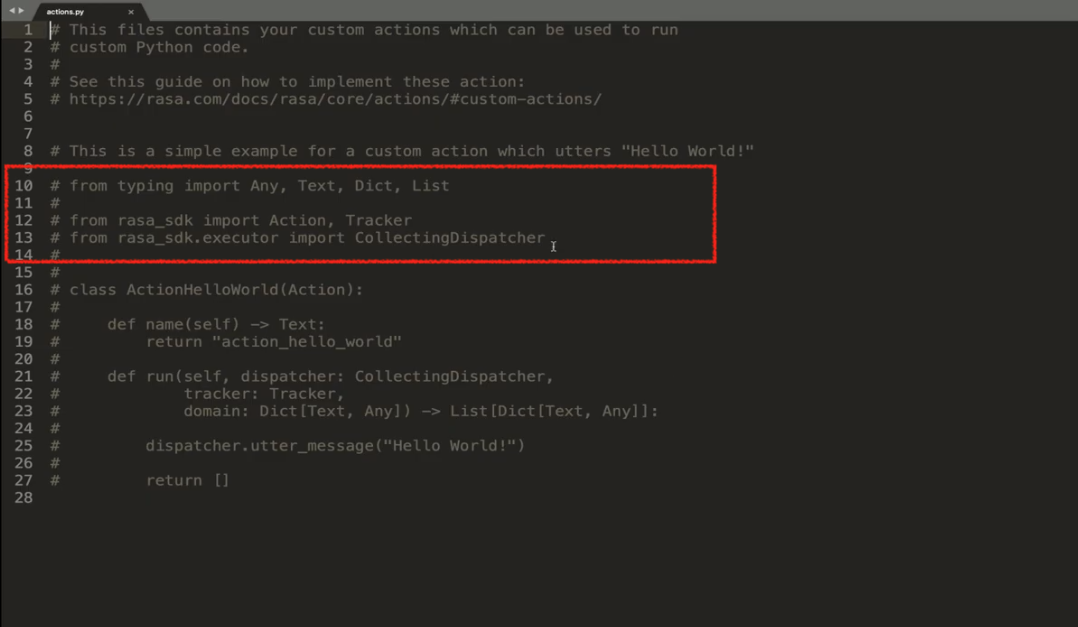 actions.py ×
1 # This files contains your custom actions which can be used to run
2 # custom Python code.
3 #
4 # See this guide on how to implement these action:
5 # https://rasa.com/docs/rasa/core/actions/#custom-actions/
6
7
8 # This is a simple example for a custom action which utters "Hello World!"
9
10 # from typing import Any, Text, Dict, List
11 #
12 # from rasa_sdk import Action, Tracker
13 # from rasa_sdk.executor import CollectingDispatcher
14 #
15 #
16 # class ActionHelloWorld(Action):
17 #
18 #     def name(self) -> Text:
19 #         return "action_hello_world"
20 #
21 #     def run(self, dispatcher: CollectingDispatcher,
22 #             tracker: Tracker,
23 #             domain: Dict[Text, Any]) -> List[Dict[Text, Any]]:
24 #
25 #         dispatcher.utter_message("Hello World!")
26 #
27 #         return []
28